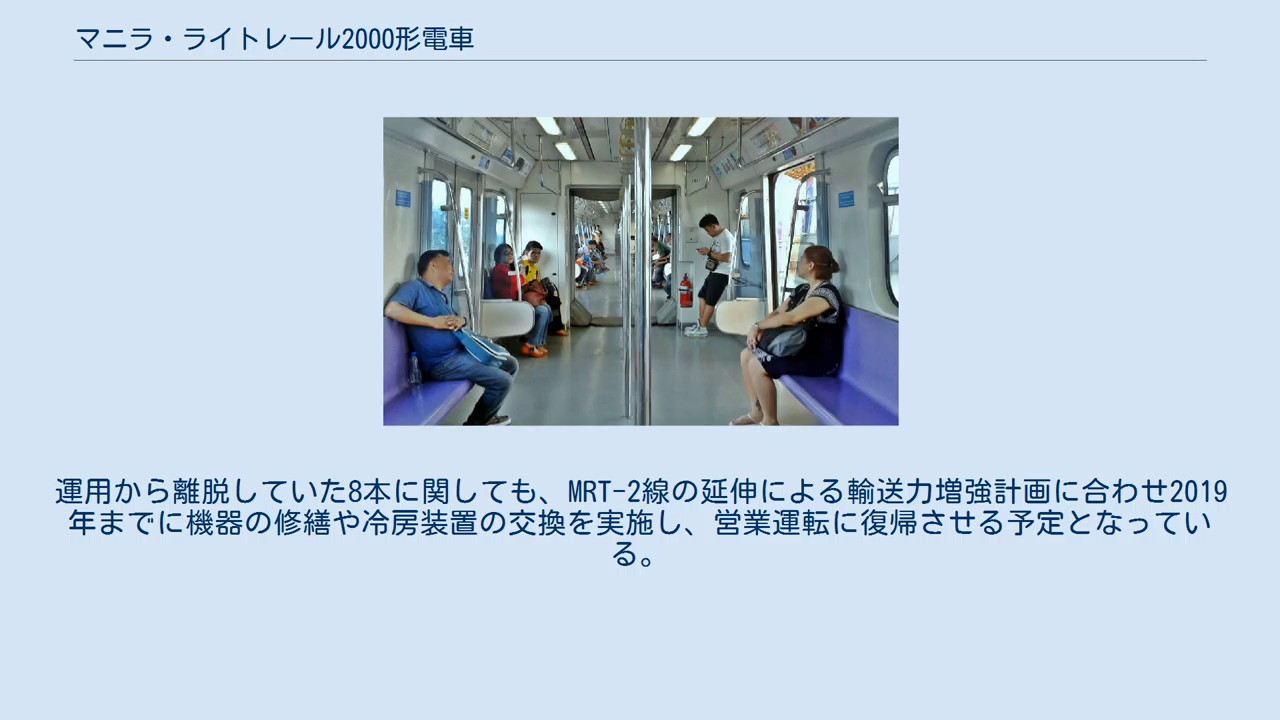 マニラ・ライトレール2000形電車
運用から離脱していた8本に関しても、MRT-2線の延伸による輸送力増強計画に合わせ2019
年までに機器の修繕や冷房装置の交換を実施し、営業運転に復帰させる予定となってい
る。